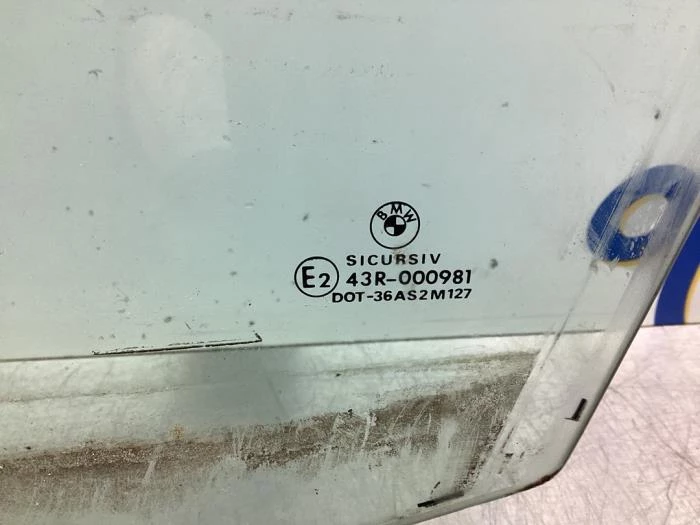 BMW
SICURSIV
E2 43R-000981
DOT-36AS2M127